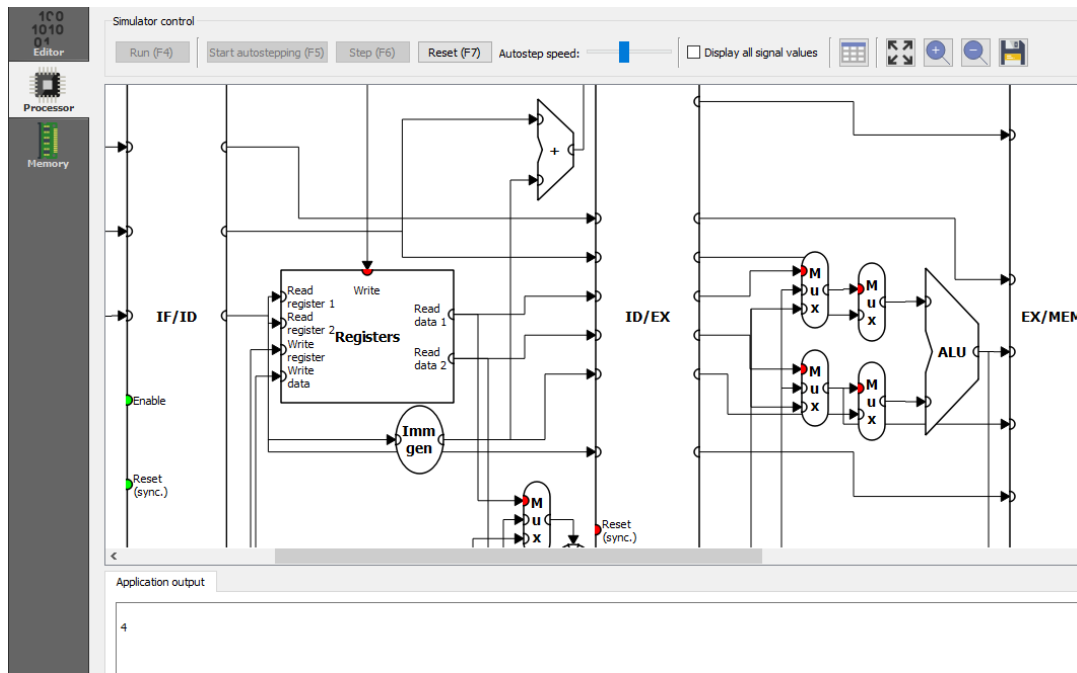 1010
Editor
Processor
Memory
Simulator control
Run (F4)
Start autostepping (F5)
Step (F6)
Reset (F7)
Autostep speed:
Display all signal values
+
IF/ID
Enable
Reset
(sync.)
Write
Read
register 1
Read
register 2
Write
register
Write
data
Registers
Read
data 1
Read
data 2
Imm
gen
M
u
x
Reset
(sync.)
ID/EX
M
u
x
M
u
x
M
u
x
M
u
x
ALU
EX/MEM
Application output
4